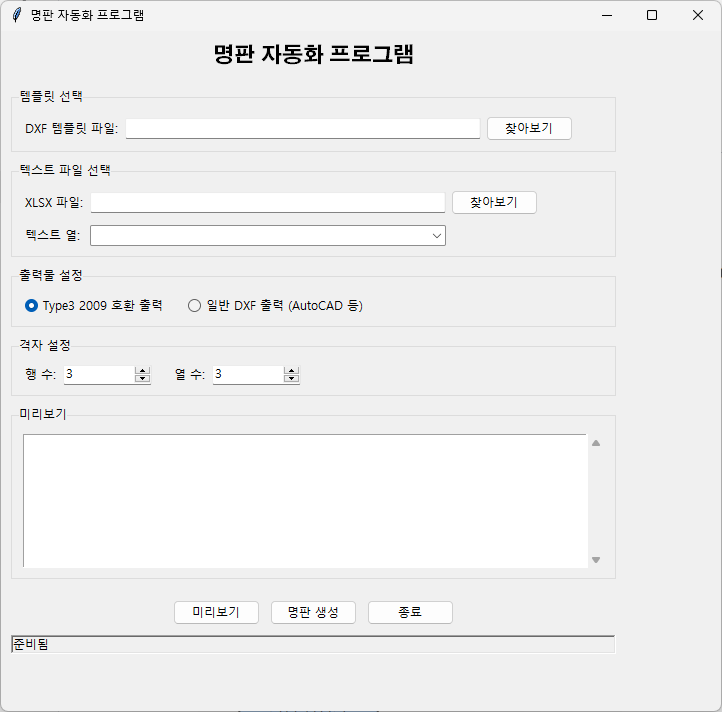 명판 자동화 프로그램
명판 자동화 프로그램
템플릿 선택
DXF 템플릿 파일:
찾아보기
텍스트 파일 선택
XLSX 파일:
찾아보기
텍스트 열:
출력물 설정
Type3 2009 호환 출력
일반 DXF 출력 (AutoCAD 등)
격자 설정
행 수: 3
열 수: 3
미리보기
미리보기
명판 생성
종료
준비됨